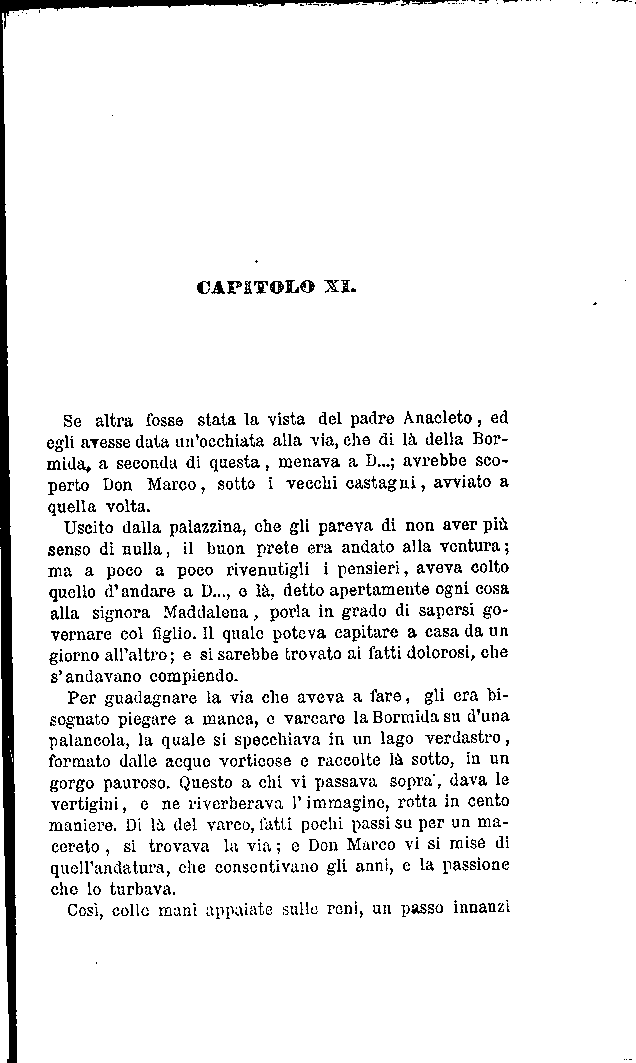 CAPITOLO XI.
Se altra fosse stata la vista del padre Anacleto, ed
egli avesse data un'occhiata alla via, che di là della Bor-
mida, a seconda di questa, menava a D...; avrebbe sco-
perto Don Marco, sotto i vecchi castagni, avviato a
quella volta.
Uscito dalla palazzina, che gli pareva di non aver più
senso di nulla, il buon prete era andato alla ventura;
ma a poco a poco rivenutigli i pensieri, aveva colto
quello d'andare a D..., e là, detto apertamente ogni cosa
alla signora Maddalena, porla in grado di sapersi go-
vernare col figlio. Il quale poteva capitare a casa da un
giorno all'altro; e si sarebbe trovato ai fatti dolorosi, che
s'andavano compiendo.
Per guadagnare la via che aveva a fare, gli era bi-
sognato piegare a manca, e varcare la Bormida su d'una
palancola, la quale si specchiava in un lago verdastro,
formato dalle acque vorticose e raccolte là sotto, in un
gorgo pauroso. Questo a chi vi passava sopra, dava le
vertigini, e ne riverberava l'immagine, rotta in cento
maniere. Di là del varco, fatti pochi passi su per un ma-
cereto, si trovava la via; e Don Marco vi si mise di
quell'andatura, che consentivano gli anni, e la passione
che lo turbava.
Così, colle mani appaiate sulle reni, un passo innanzi